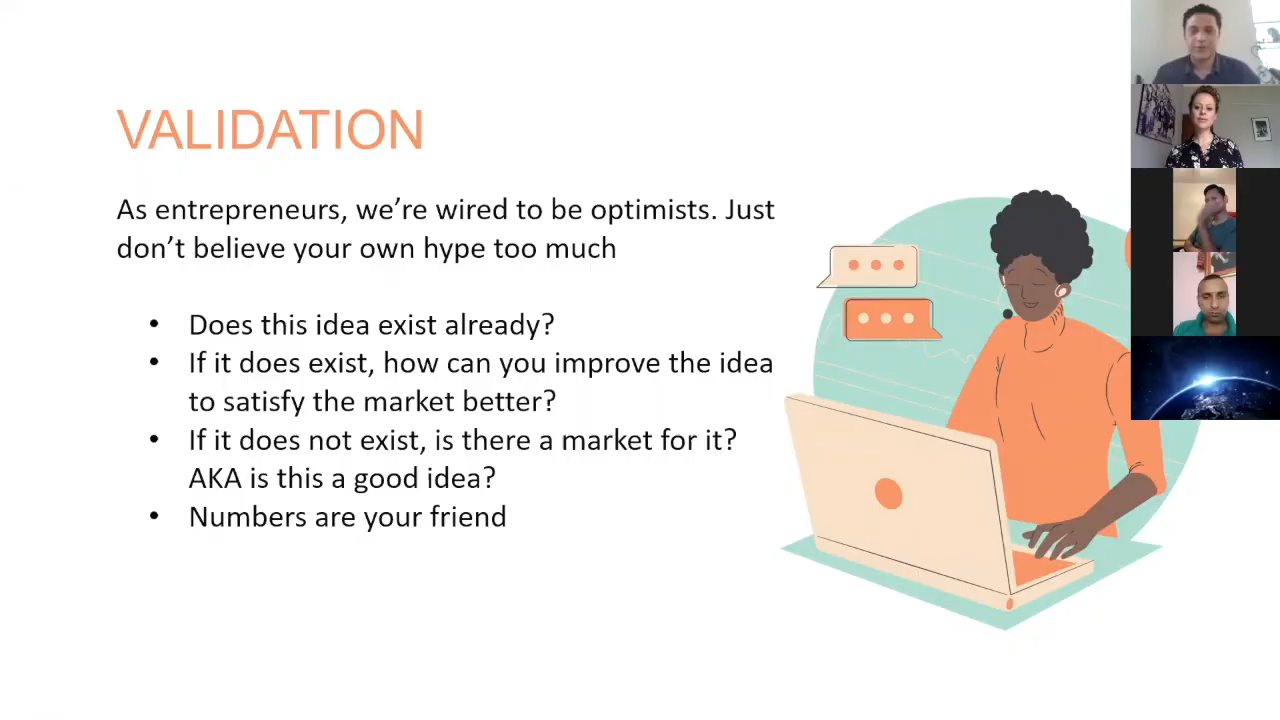 VALIDATION
As entrepreneurs, we’re wired to be optimists. Just
don’t believe your own hype too much
• Does this idea exist already?
• If it does exist, how can you improve the idea
to satisfy the market better?
• If it does not exist, is there a market for it?
AKA is this a good idea?
• Numbers are your friend